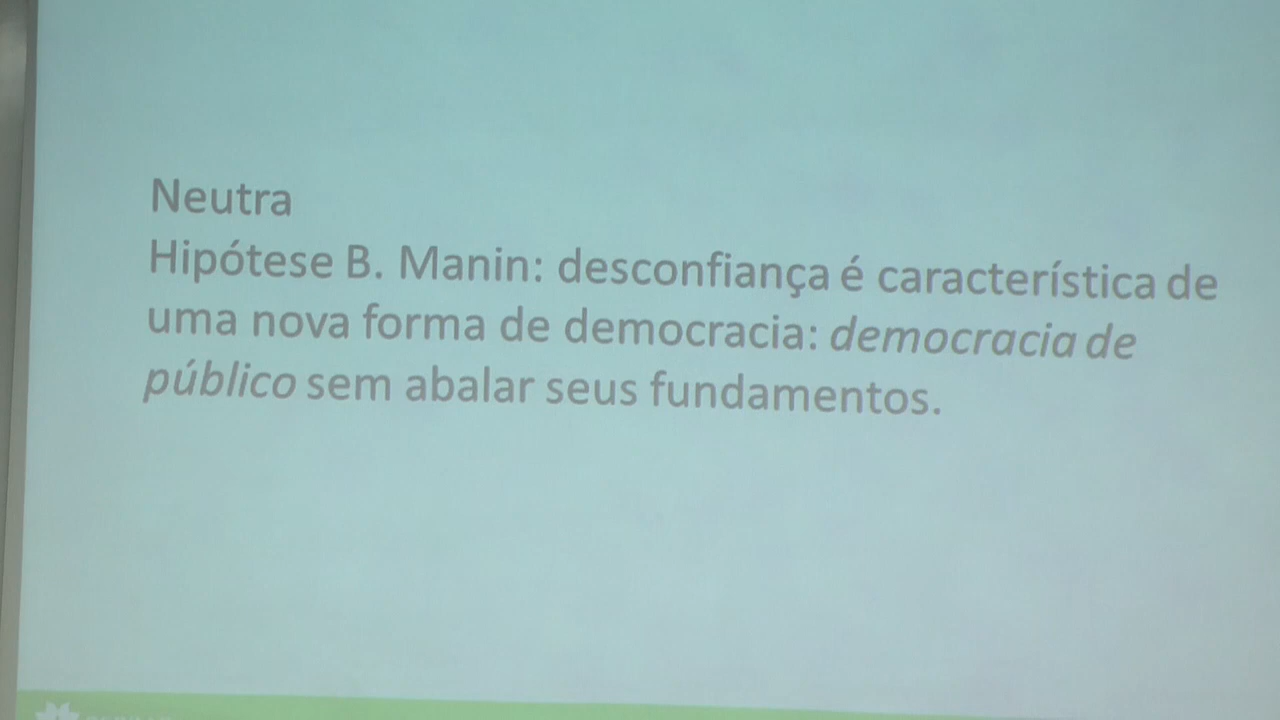 Neutra
Hipótese B. Manin: desconfiança é característica de
uma nova forma de democracia: democracia de
público sem abalar seus fundamentos.